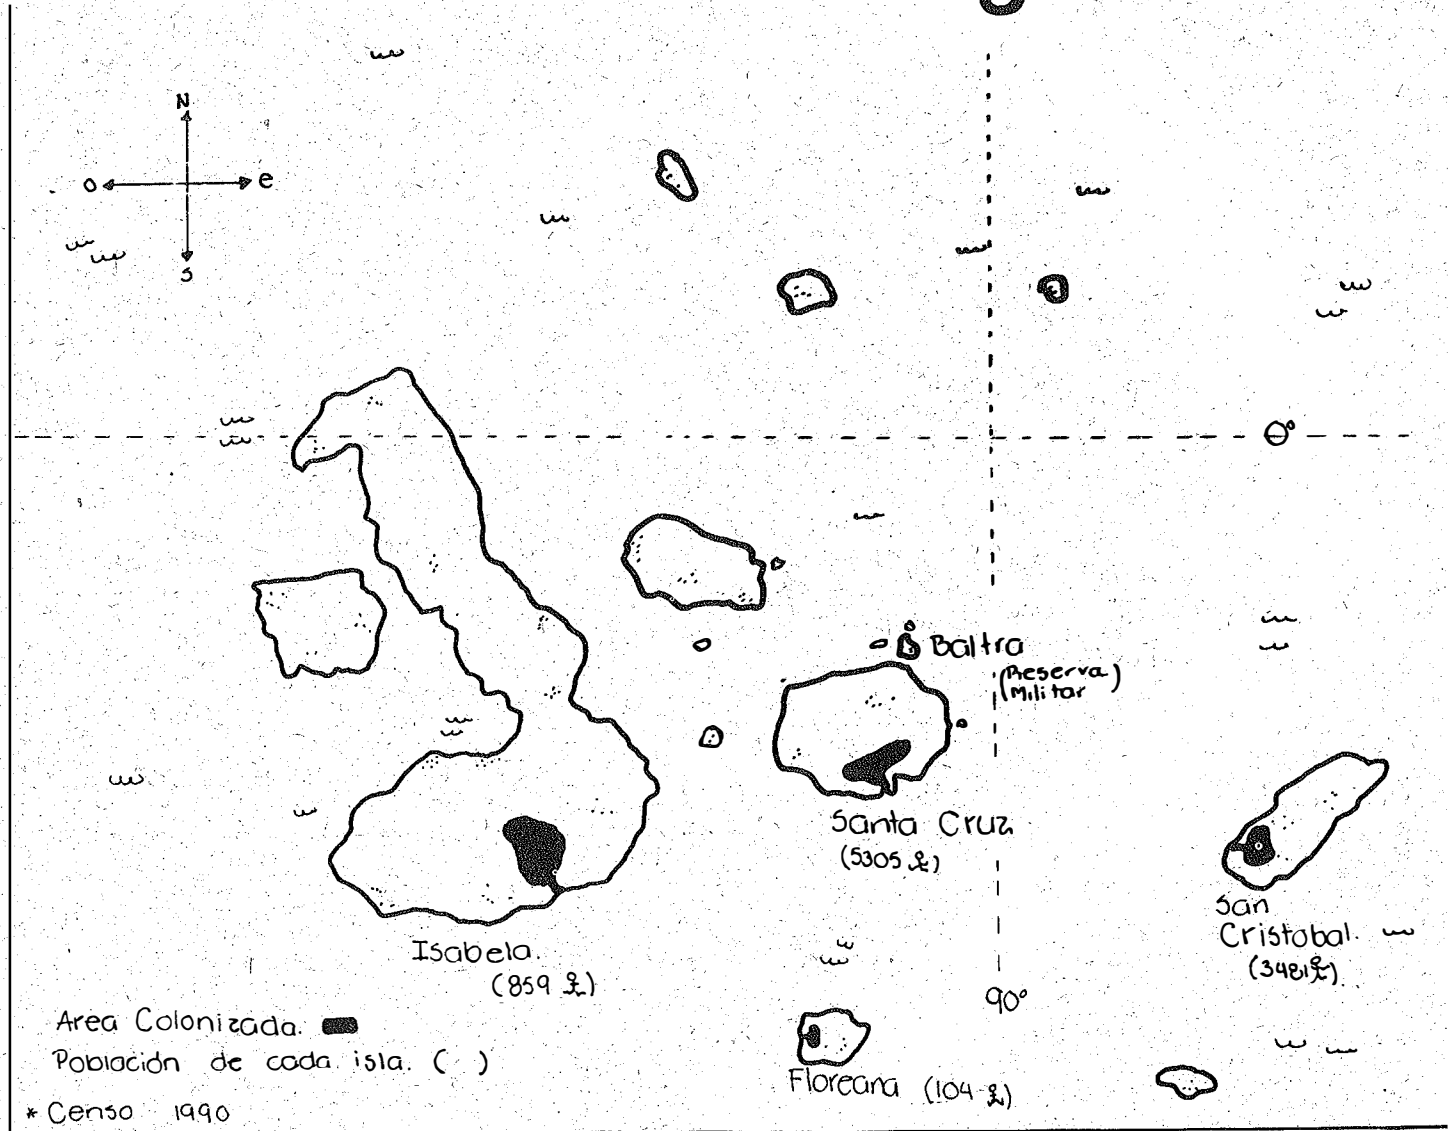 N
O e
S
0°
Baltra
(Reserva
Militar)
Santa Cruz
(5305)
San
Cristobal.
(3481)
Isabela.
(859)
90°
Area Colonizada.
Población de cada isla. ( )
Floreana (104)
* Censo 1990